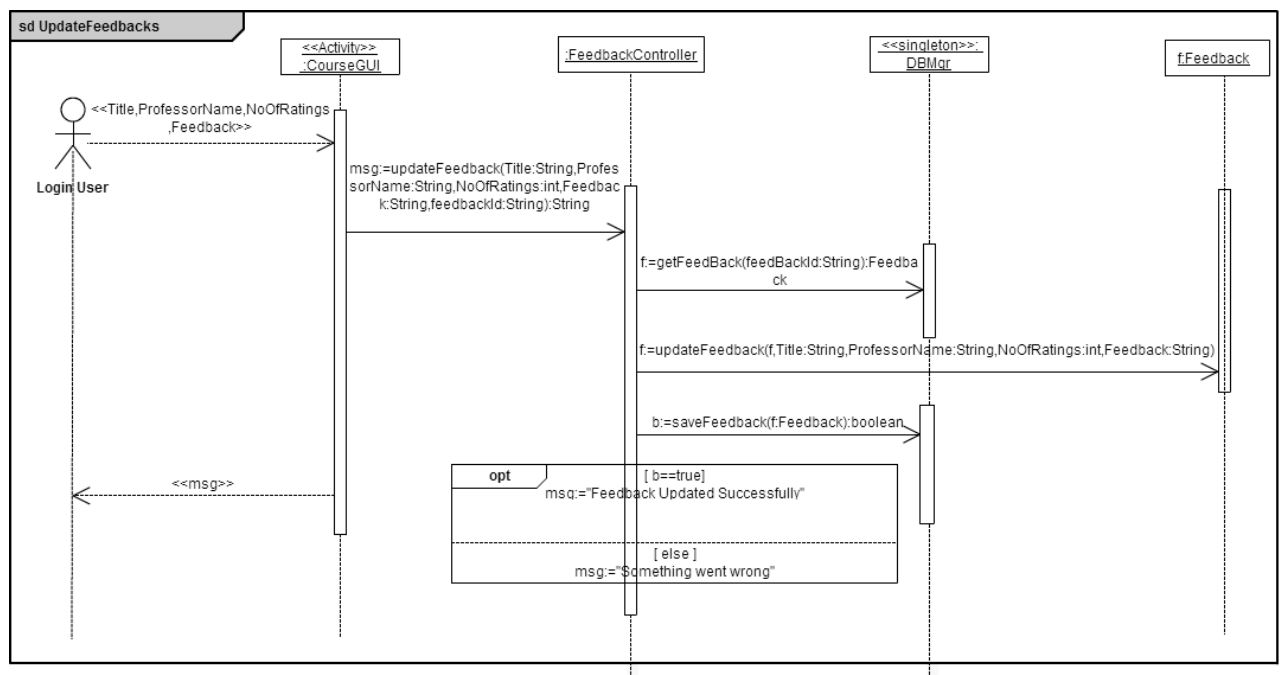 sd UpdateFeedbacks
<<Activity>>
:CourseGUI
:FeedbackController
<<singleton>>:
DBMgr
f:Feedback
<<Title,ProfessorName,NoOfRatings
,Feedback>>
Login User
msg:=updateFeedback(Title:String,Profes
sorName:String,NoOfRatings:int,Feedbac
k:String,feedbackId:String):String
f:=getFeedBack(feedBackId:String):Feedba
ck
f:=updateFeedback(f,Title:String,ProfessorName:String,NoOfRatings:int,Feedback:String)
b:=saveFeedback(f:Feedback):boolean
<<msg>>
opt
[ b==true]
msg:="Feedback Updated Successfully"
[ else ]
msg:="Something went wrong"